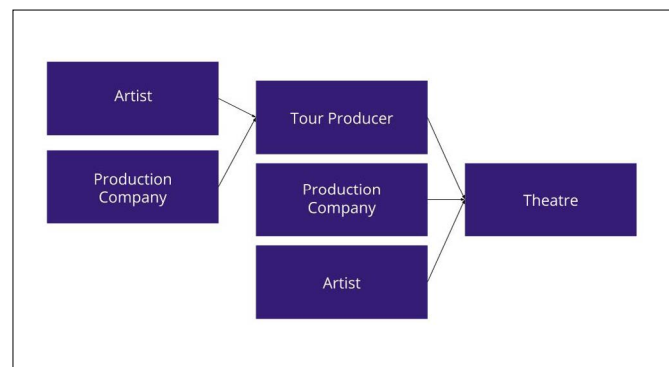 Artist
Production
Company
Tour Producer
Production
Company
Artist
Theatre